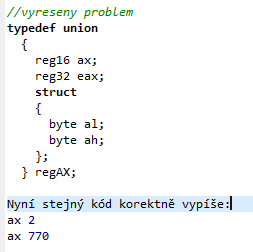 //vyreseny problem
typedef union
{
reg16 ax;
reg32 eax;
struct
{
byte al;
byte ah;
};
} regAX;
Nyní stejný kód korektně vypíše:
ax 2
ax 770